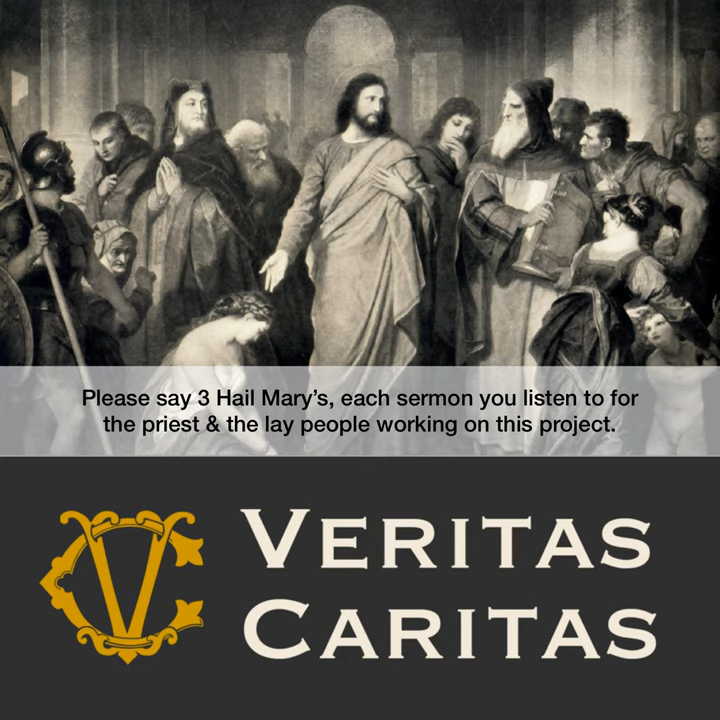 Please say 3 Hail Mary’s, each sermon you listen to for
the priest & the lay people working on this project.
VC
VERITAS
CARITAS